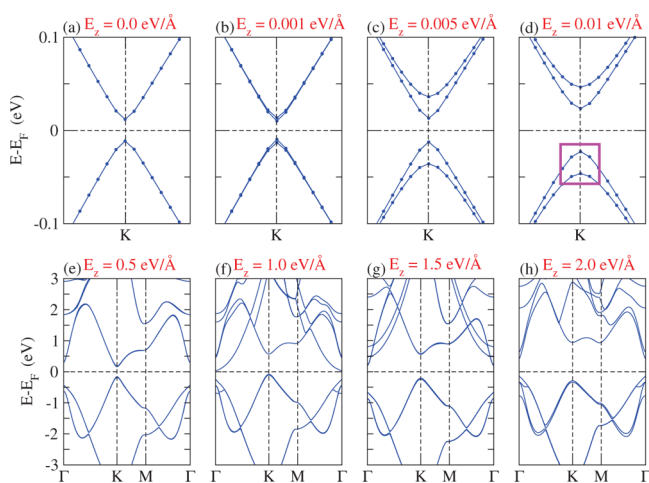 (a) E_z = 0.0 eV/Å
(b) E_z = 0.001 eV/Å
(c) E_z = 0.005 eV/Å
(d) E_z = 0.01 eV/Å
0.1
0
-0.1
E-E_F (eV)
K
K
K
K
(e) E_z = 0.5 eV/Å
(f) E_z = 1.0 eV/Å
(g) E_z = 1.5 eV/Å
(h) E_z = 2.0 eV/Å
3
2
1
0
-1
-2
-3
E-E_F (eV)
Γ K M Γ
Γ K M Γ
Γ K M Γ
Γ K M Γ